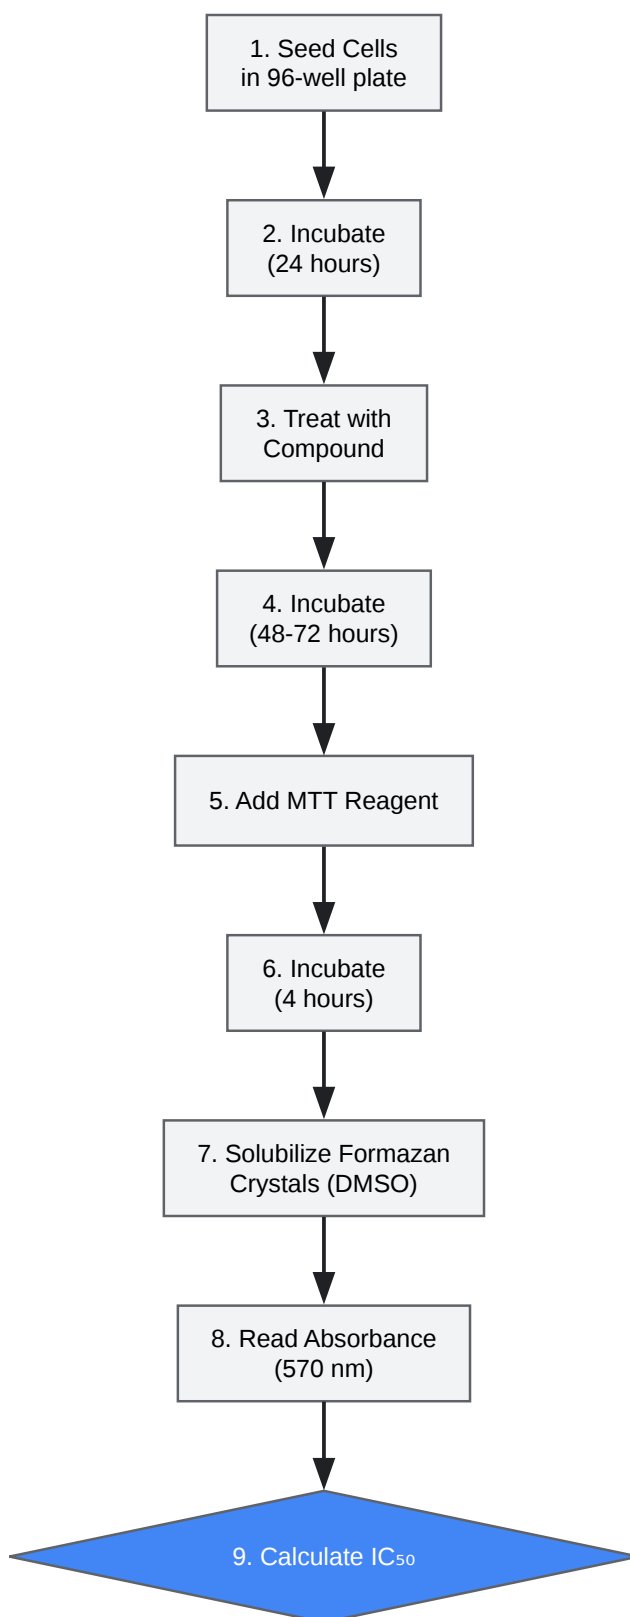 1. Seed Cells
in 96-well plate
2. Incubate
(24 hours)
3. Treat with
Compound
4. Incubate
(48-72 hours)
5. Add MTT Reagent
6. Incubate
(4 hours)
7. Solubilize Formazan
Crystals (DMSO)
8. Read Absorbance
(570 nm)
9. Calculate IC₅₀